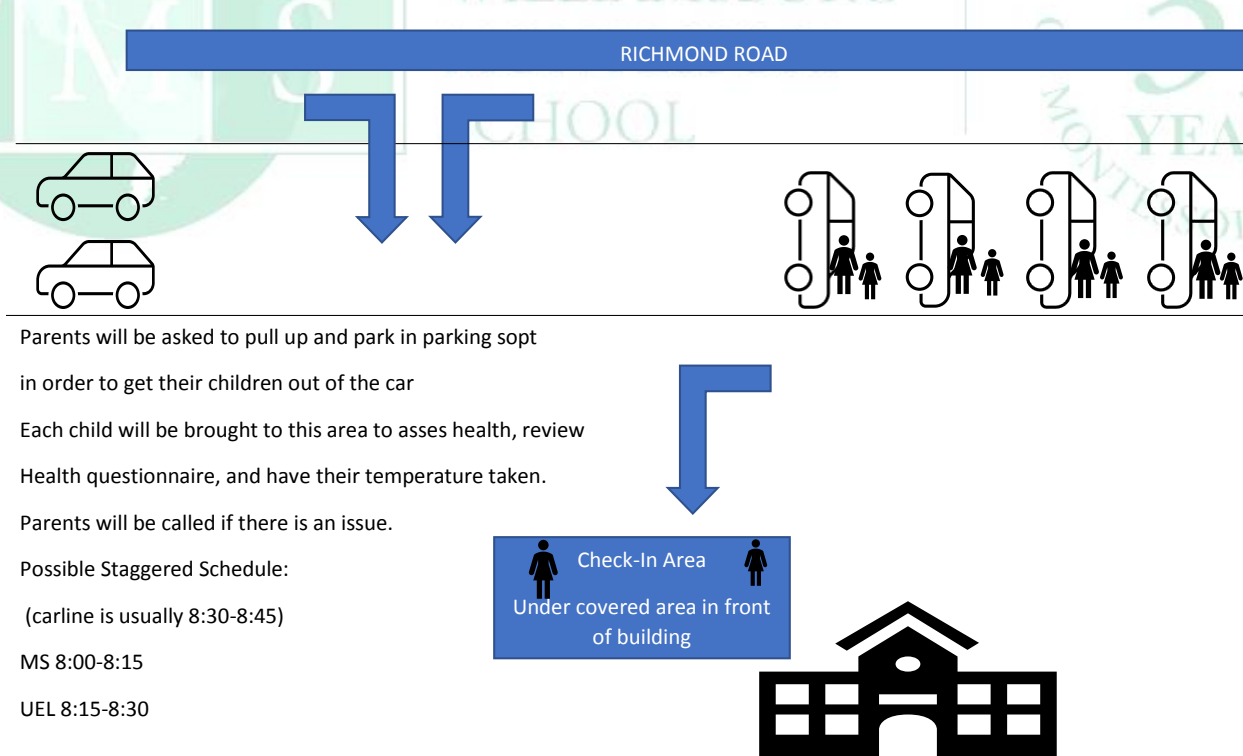 M S
SCHOOL
YEA
MONTESSOR
RICHMOND ROAD
Parents will be asked to pull up and park in parking sopt
in order to get their children out of the car
Each child will be brought to this area to asses health, review
Health questionnaire, and have their temperature taken.
Parents will be called if there is an issue.
Possible Staggered Schedule:
(carline is usually 8:30-8:45)
MS 8:00-8:15
UEL 8:15-8:30
Check-In Area
Under covered area in front
of building